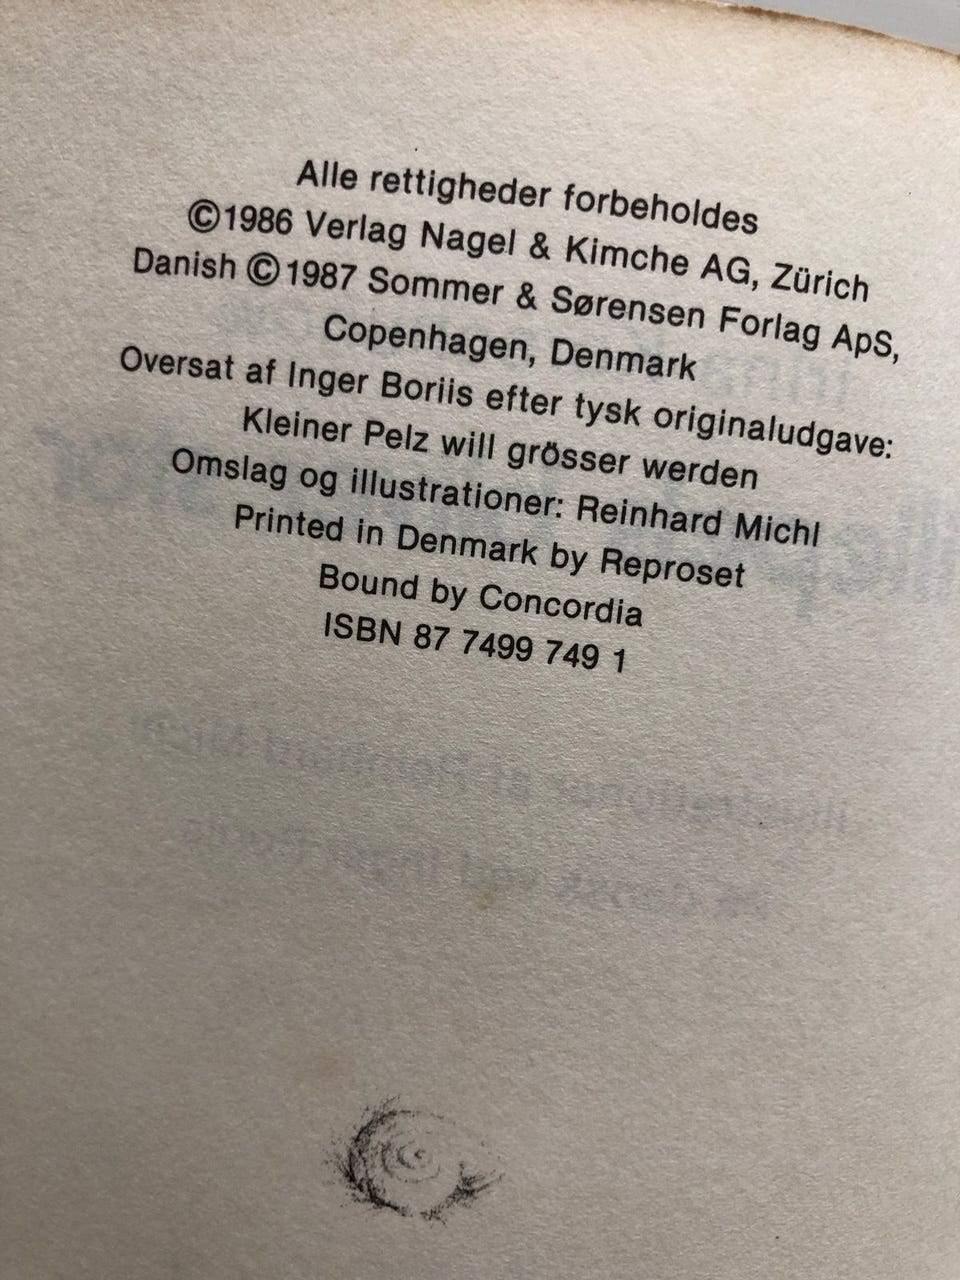 Alle rettigheder forbeholdes
©1986 Verlag Nagel & Kimche AG, Zürich
Danish ©1987 Sommer & Sørensen Forlag ApS,
Copenhagen, Denmark
Oversat af Inger Boriis efter tysk originaludgave:
Kleiner Pelz will grösser werden
Omslag og illustrationer: Reinhard Michl
Printed in Denmark by Reproset
Bound by Concordia
ISBN 87 7499 749 1